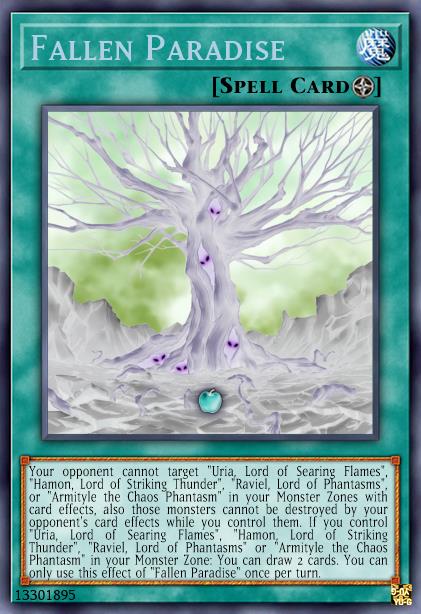 Fallen Paradise
魔
[Spell Card]
Your opponent cannot target "Uria, Lord of Searing Flames",
"Hamon, Lord of Striking Thunder", "Raviel, Lord of Phantasms",
or "Armityle the Chaos Phantasm" in your Monster Zones with
card effects, also those monsters cannot be destroyed by your
opponent's card effects while you control them. If you control
"Uria, Lord of Searing Flames", "Hamon, Lord of Striking
Thunder", "Raviel, Lord of Phantasms" or "Armityle the Chaos
Phantasm" in your Monster Zone: You can draw 2 cards. You can
only use this effect of "Fallen Paradise" once per turn.
13301895